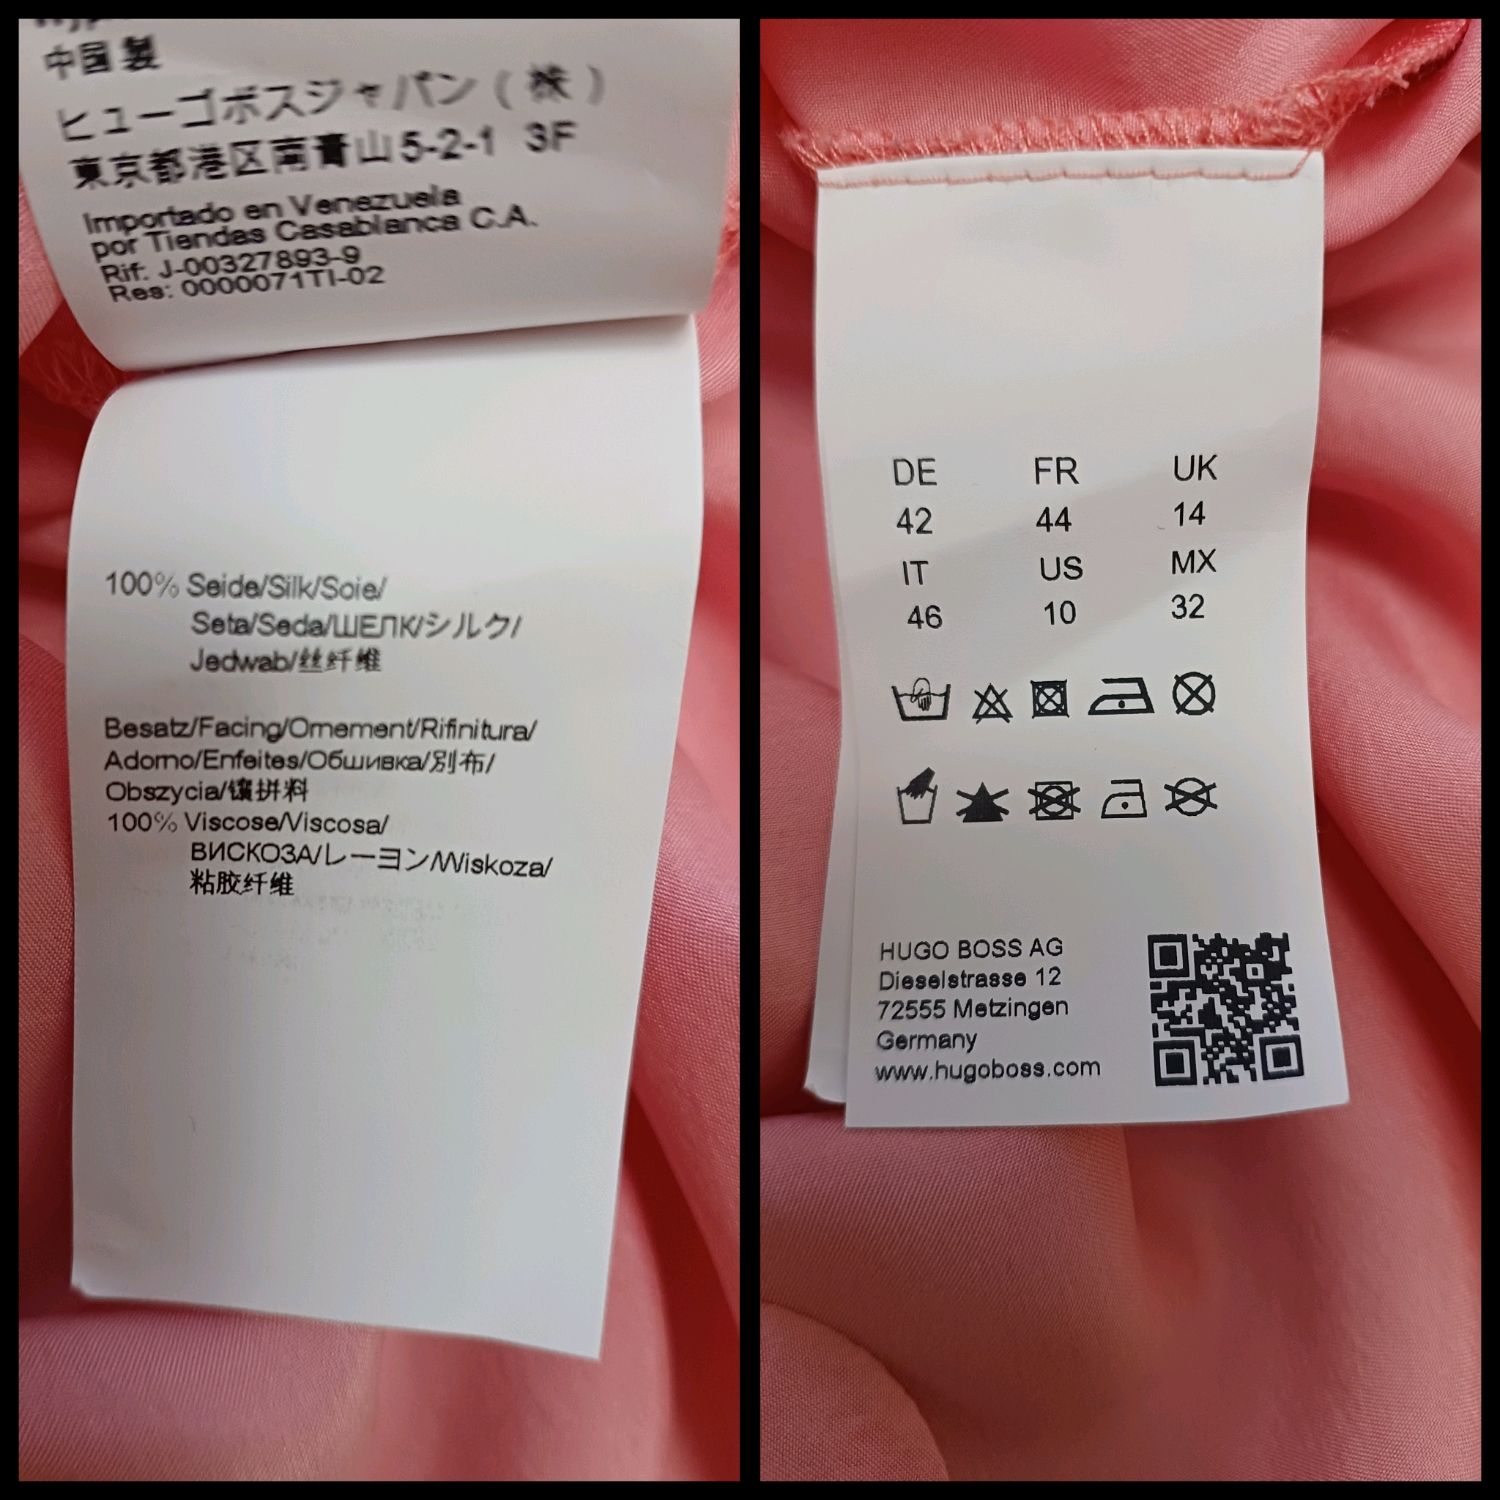 中国製
ヒューゴボスジャパン(株)
東京都港区南青山5-2-1 3F
Importado en Venezuela
por Tiendas Casablanca C.A.
Rif: J-00327893-9
Res: 0000071TI-02
100% Seide/Silk/Soie/
Seta/Seda/ШЕЛК/シルク/
Jedwab/丝纤维
Besatz/Facing/Ornement/Rifinitura/
Adorno/Enfeites/Обшивка/別布/
Obszycia/镶拼料
100% Viscose/Viscosa/
ВИСКОЗА/レーヨン/Wiskoza/
粘胶纤维
DE FR UK
42 44 14
IT US MX
46 10 32
HUGO BOSS AG
Dieselstrasse 12
72555 Metzingen
Germany
www.hugoboss.com